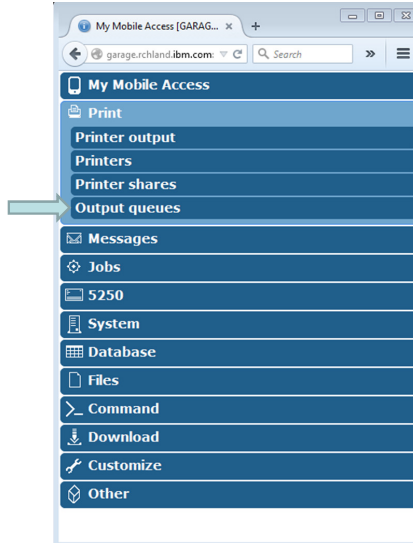 My Mobile Access [GARAG...
garage.rchland.ibm.com:
Search
My Mobile Access
Print
Printer output
Printers
Printer shares
Output queues
Messages
Jobs
5250
System
Database
Files
Command
Download
Customize
Other